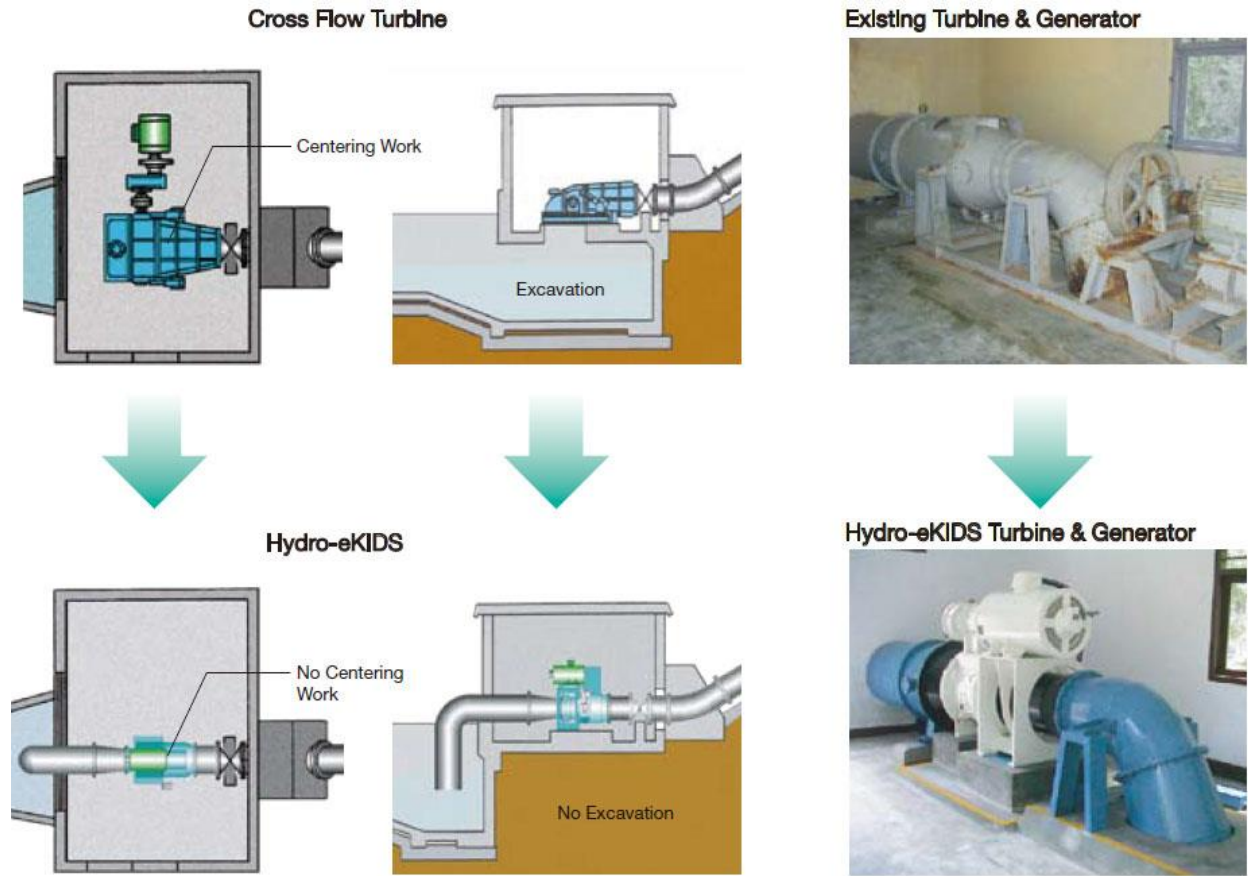 Cross Flow Turbine
Existing Turbine & Generator
Centering Work
Excavation
Hydro-eKIDS
Hydro-eKIDS Turbine & Generator
No Centering
Work
No Excavation